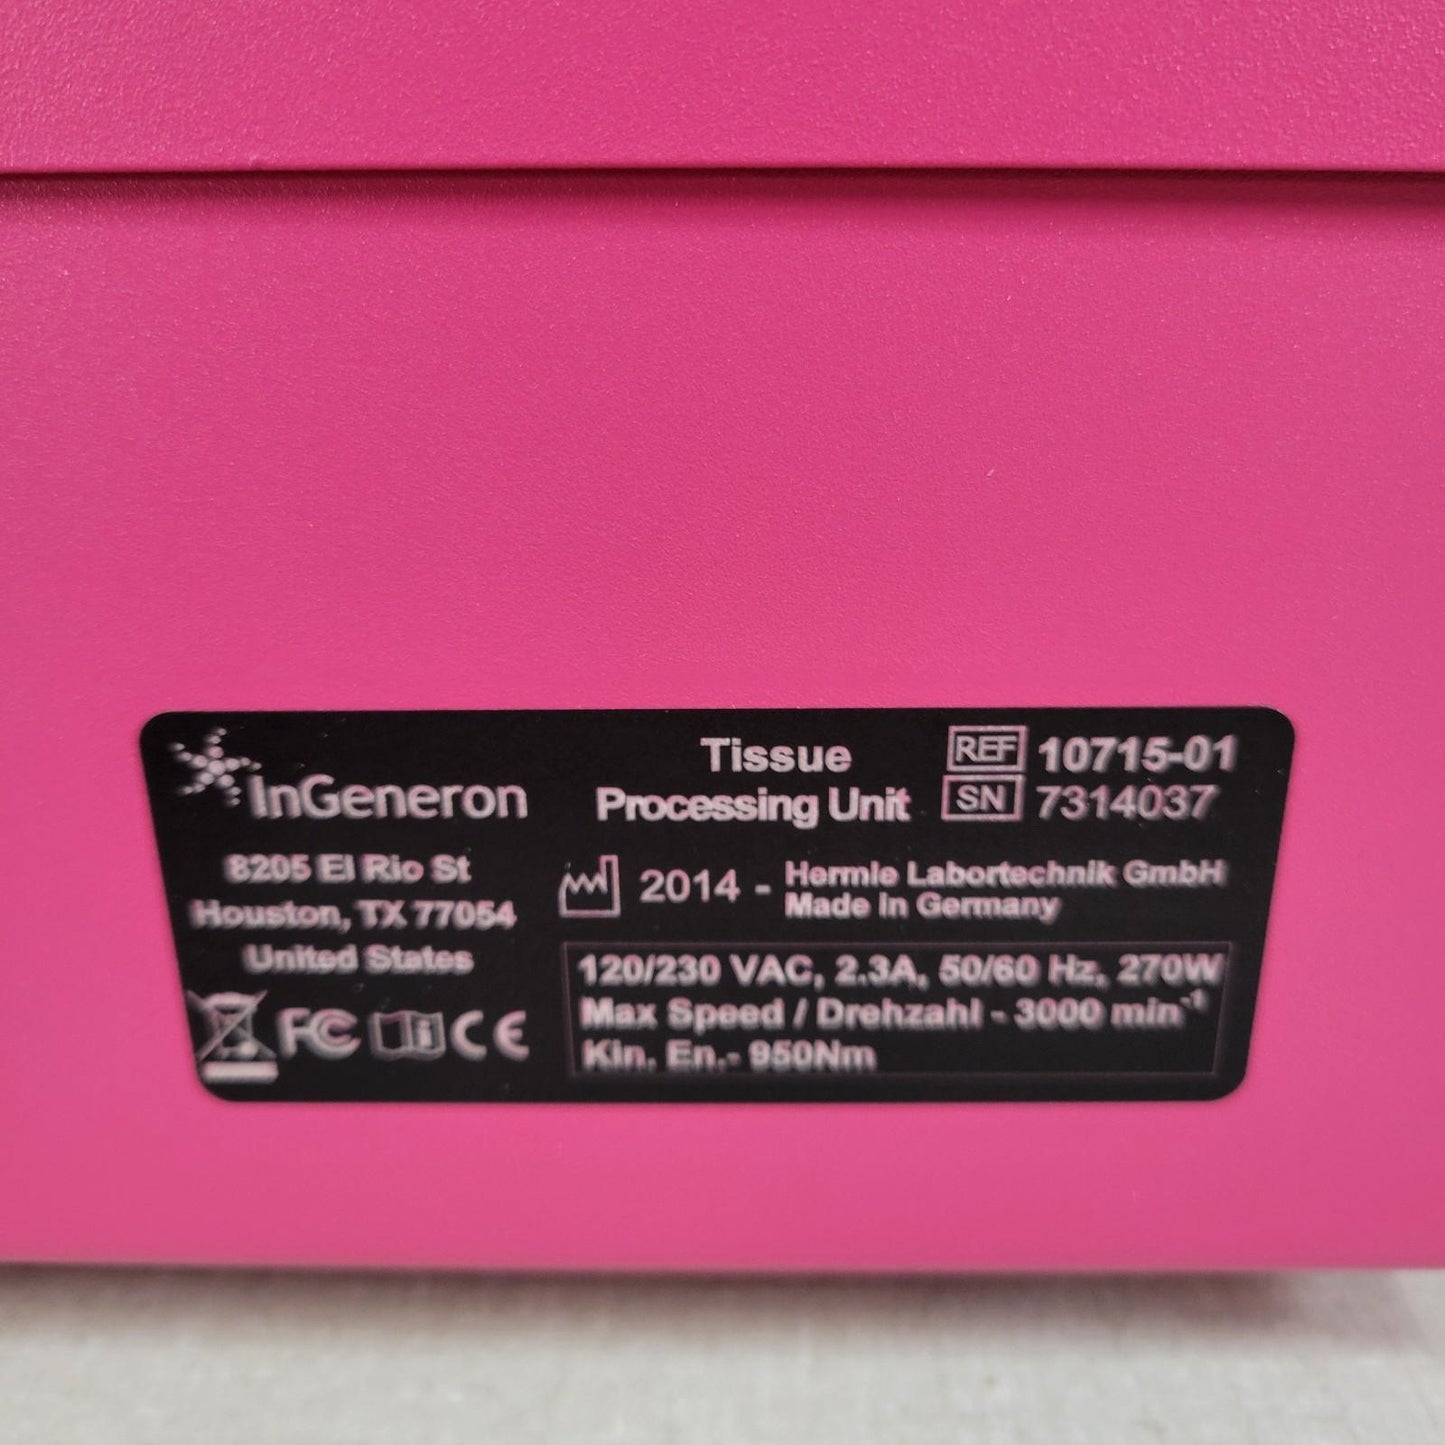 InGeneron
8205 El Rio St
Houston, TX 77054
United States
FC CE
Tissue
Processing Unit
REF 10715-01
SN 7314037
2014 - Hermle Labortechnik GmbH
Made in Germany
120/230 VAC, 2.3A, 50/60 Hz, 270W
Max Speed / Drehzahl - 3000 min⁻¹
Kin. En.- 950Nm